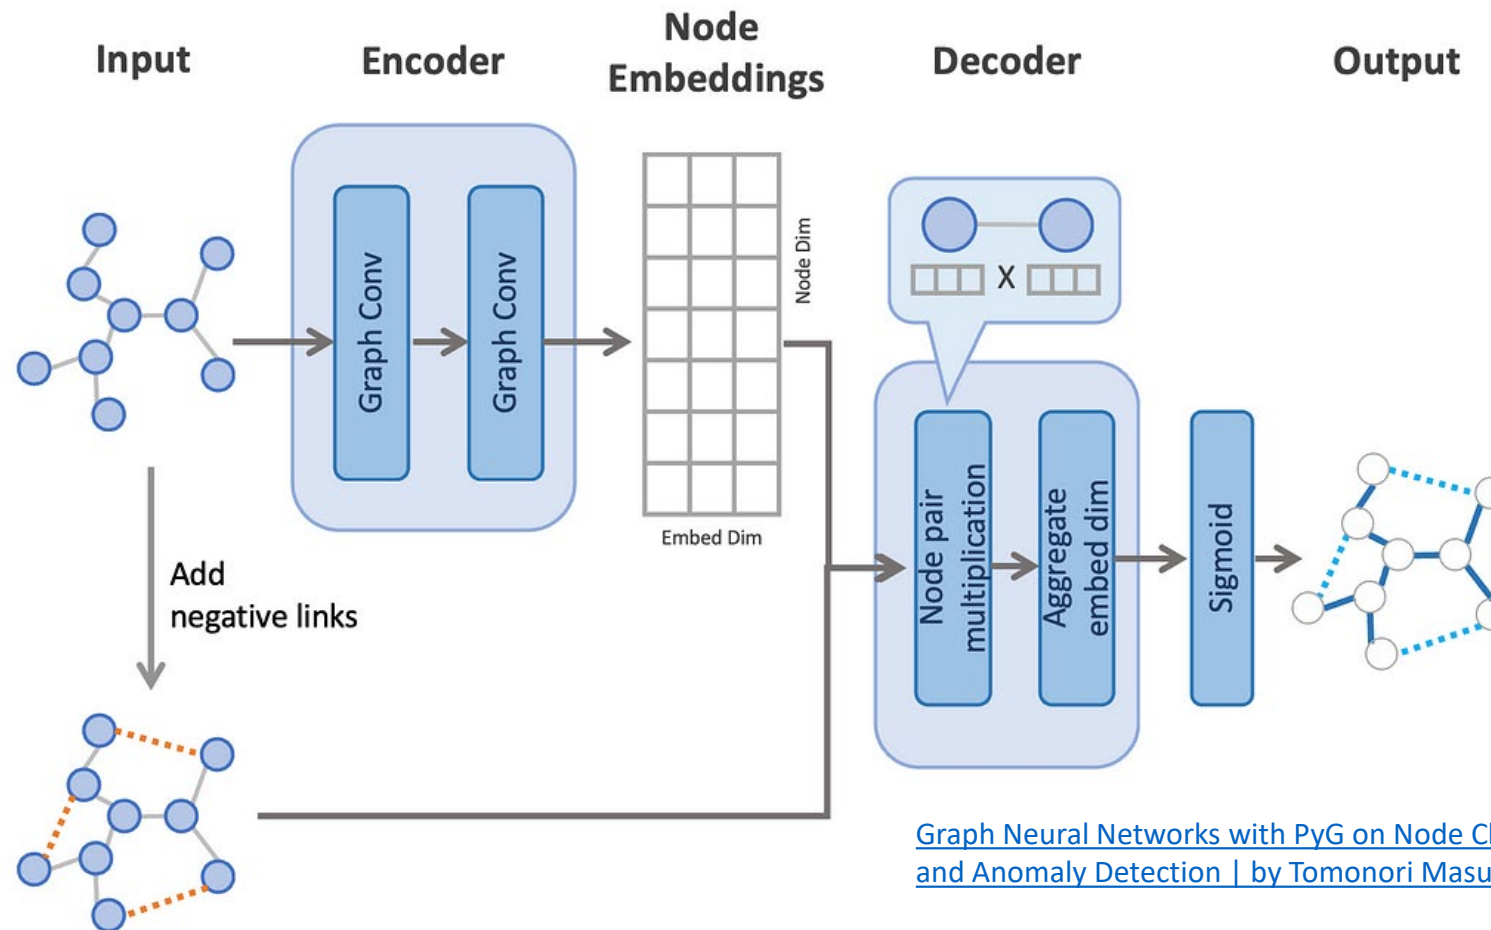 Input
Encoder
Node
Embeddings
Decoder
Output
Graph Conv
Graph Conv
Node Dim
Embed Dim
X
Node pair
multiplication
Aggregate
embed dim
Sigmoid
Add
negative links
Graph Neural Networks with PyG on Node
and Anomaly Detection | by Tomonori